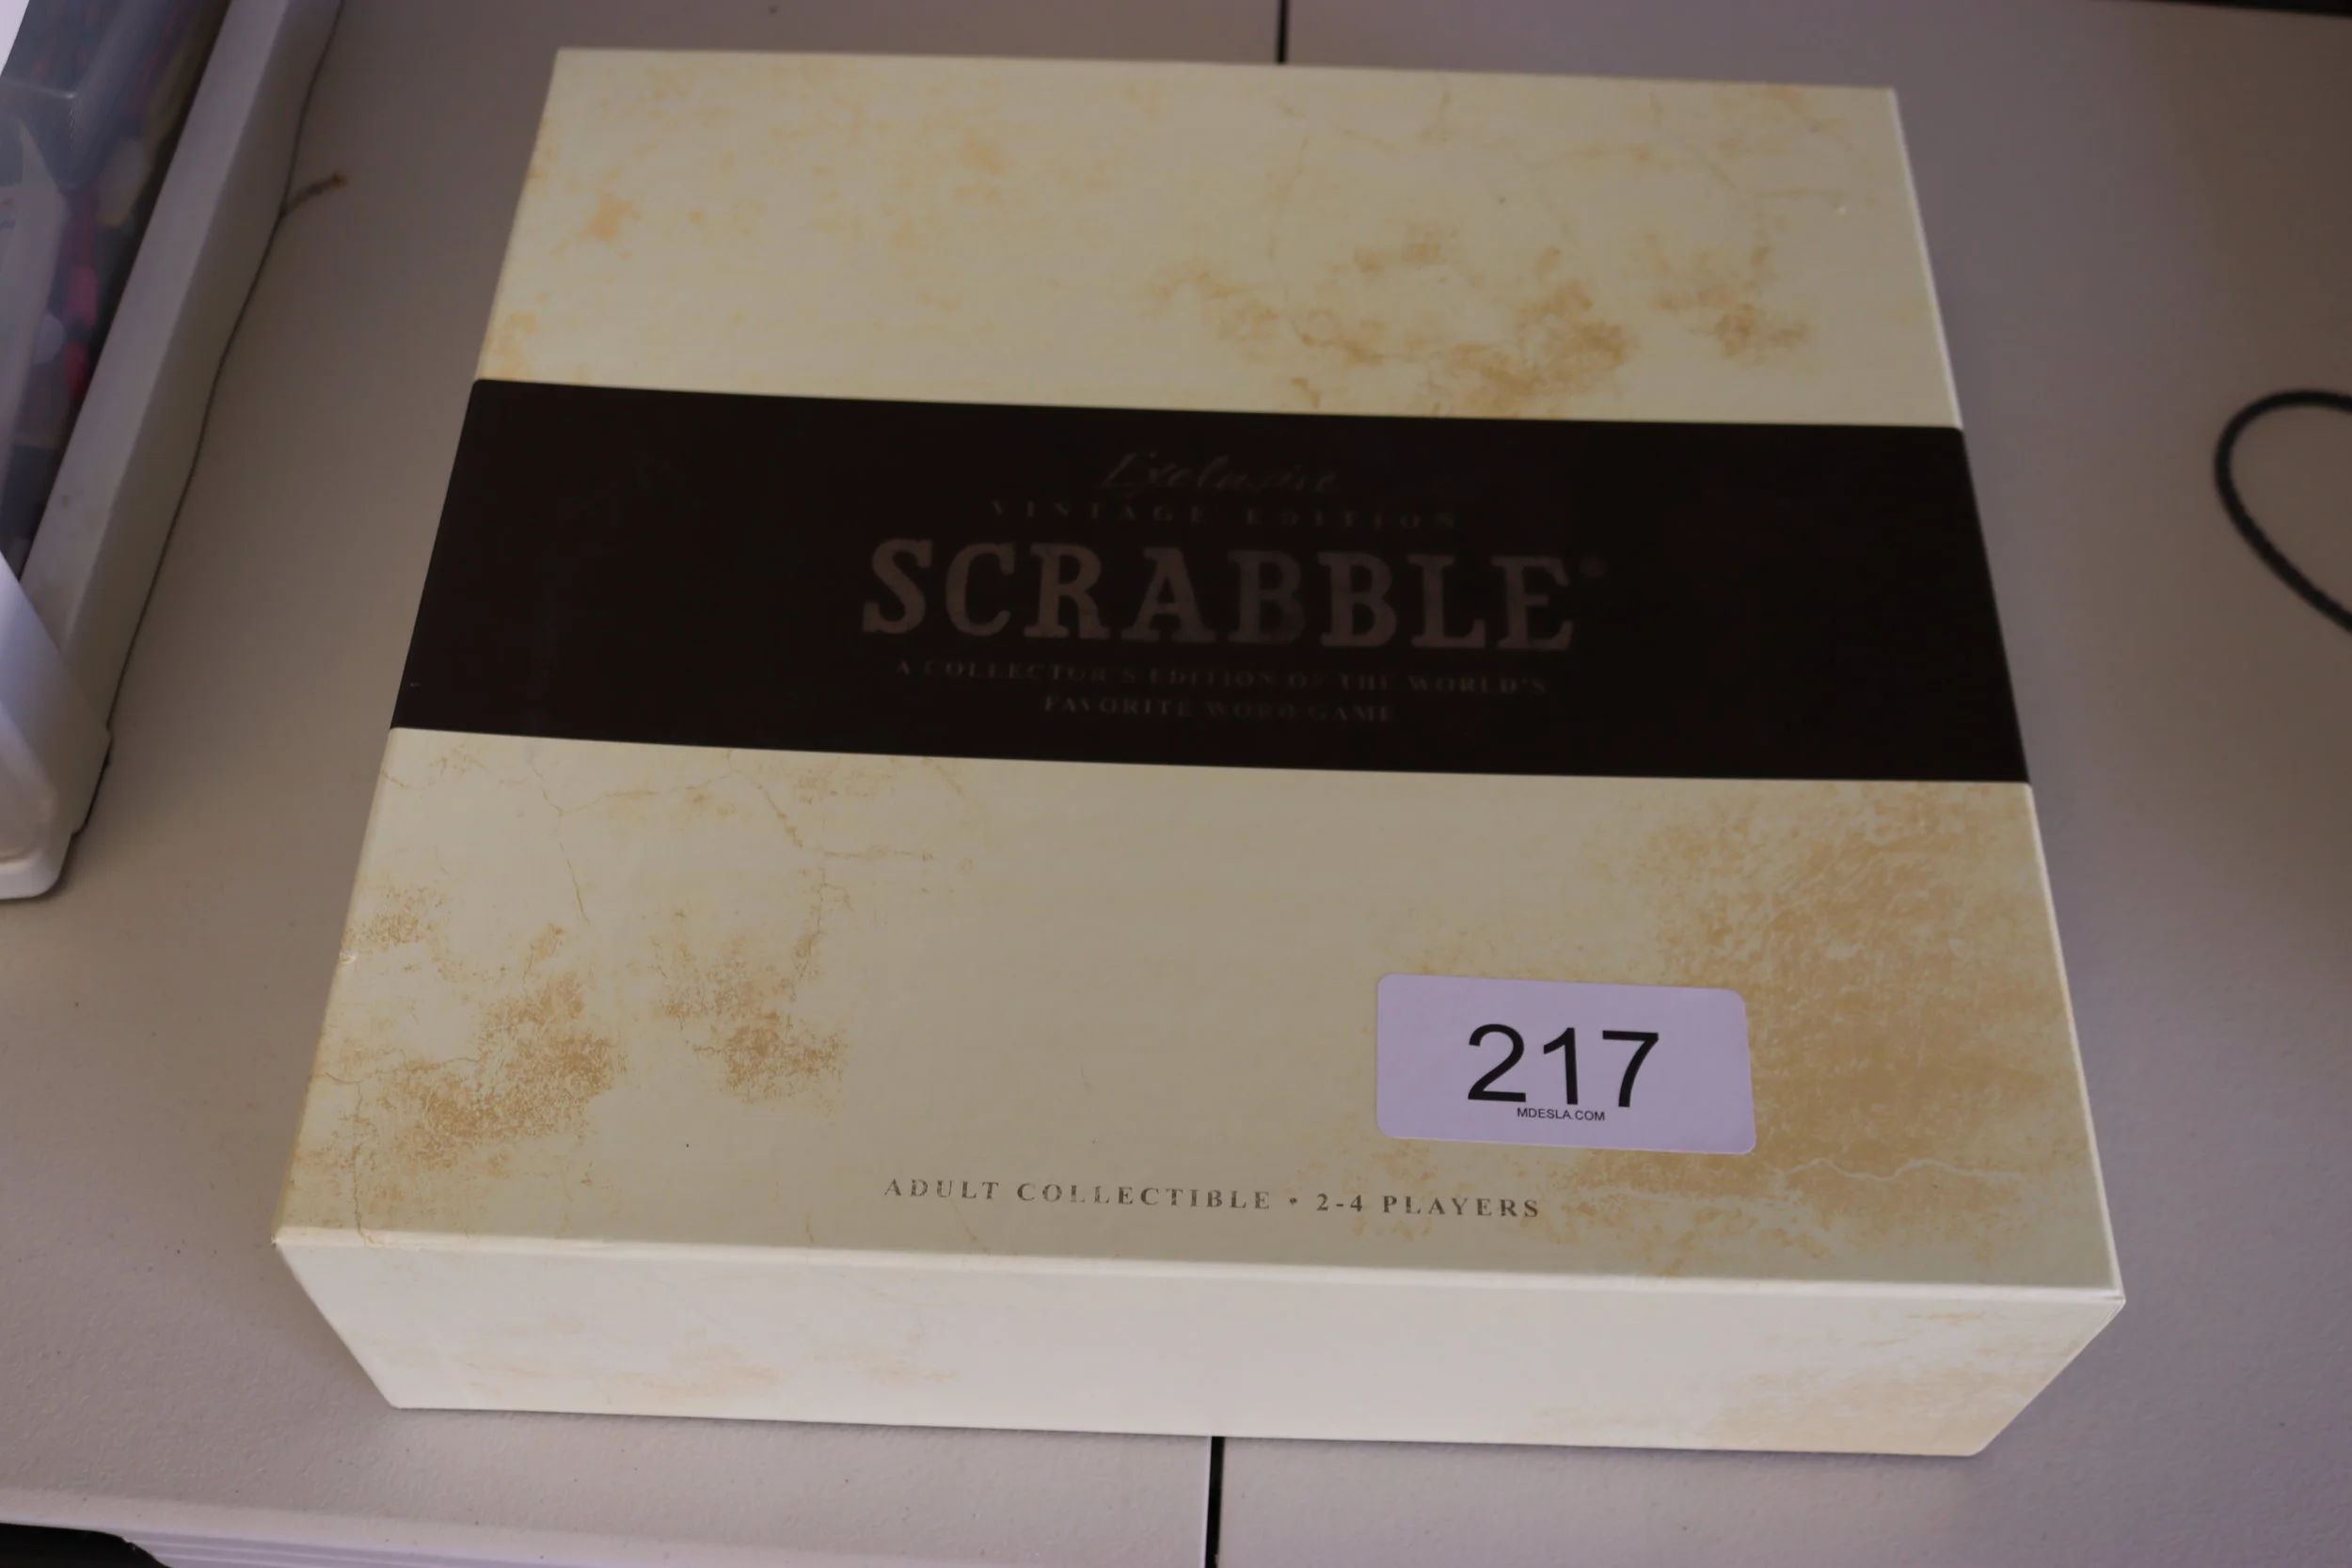 Exclusive
VINTAGE EDITION
SCRABBLE®
A COLLECTOR'S EDITION OF THE WORLD'S
FAVORITE WORD GAME
217
MDESLA.COM
ADULT COLLECTIBLE • 2-4 PLAYERS